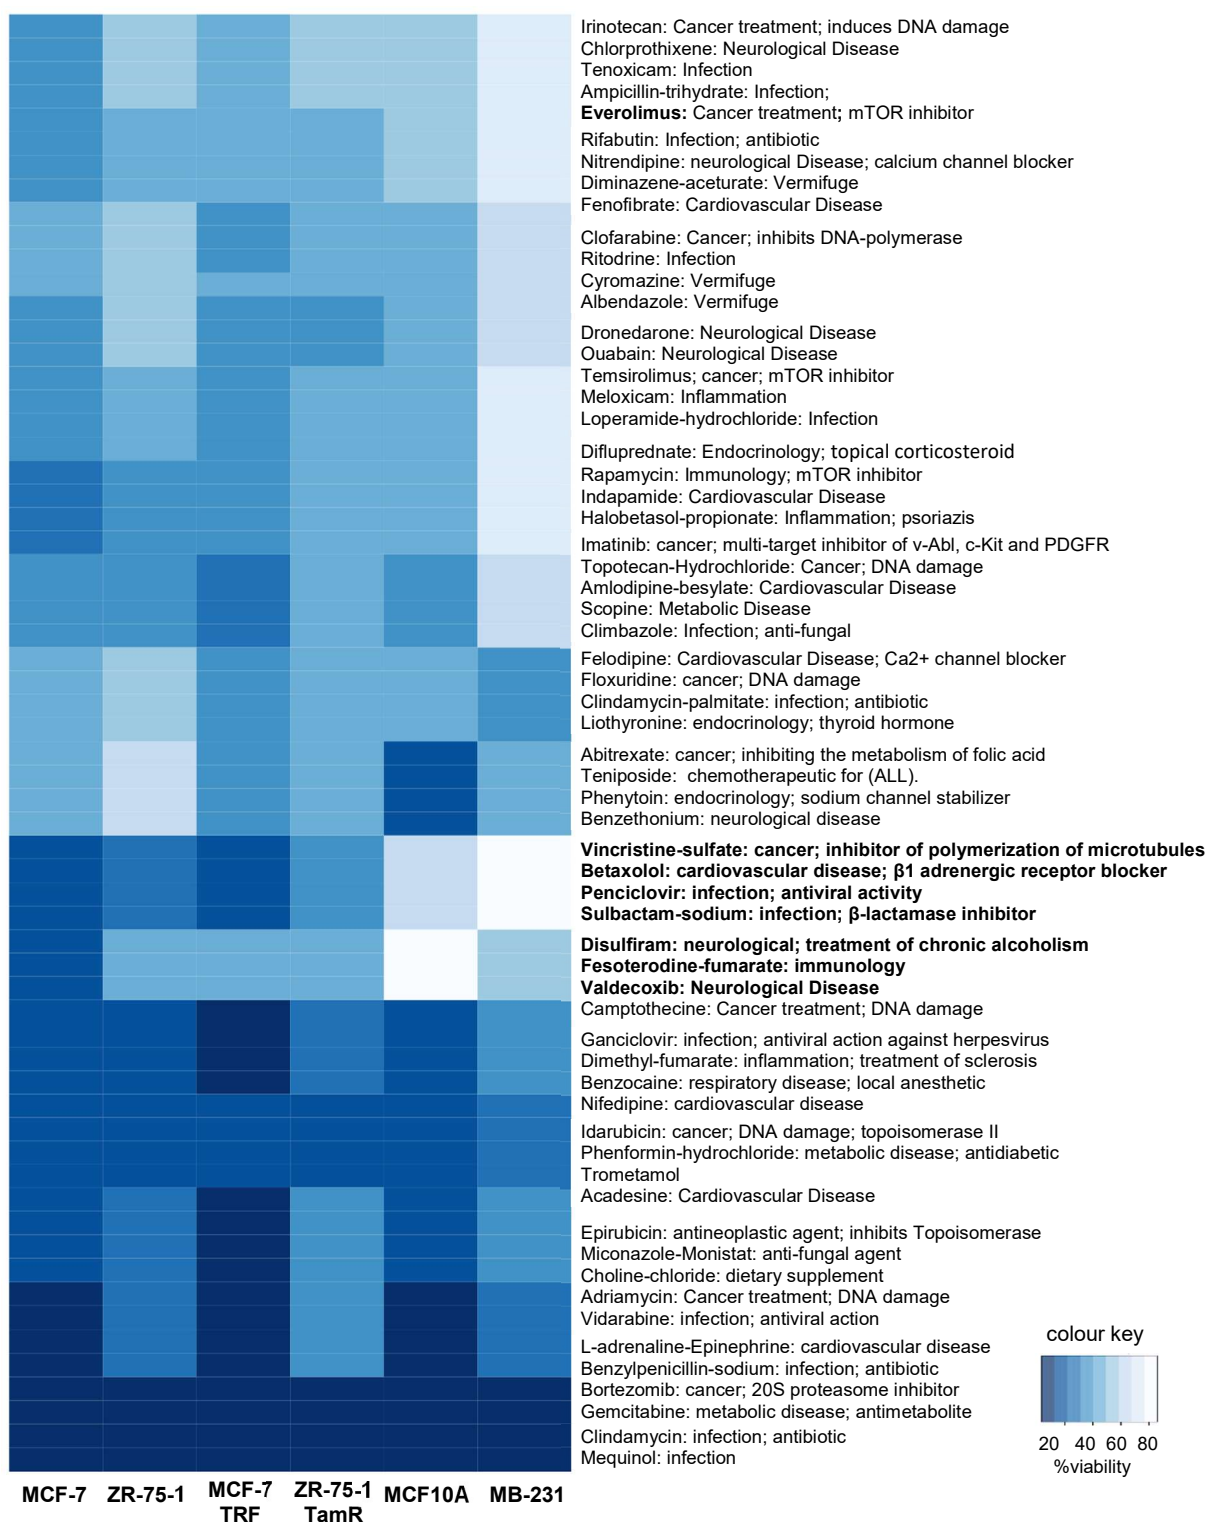 Irinotecan: Cancer treatment; induces DNA damage
Chlorprothixene: Neurological Disease
Tenoxicam: Infection
Ampicillin-trihydrate: Infection;
Everolimus: Cancer treatment; mTOR inhibitor
Rifabutin: Infection; antibiotic
Nitrendipine: neurological Disease; calcium channel blocker
Diminazene-aceturate: Vermifuge
Fenofibrate: Cardiovascular Disease
Clofarabine: Cancer; inhibits DNA-polymerase
Ritodrine: Infection
Cyromazine: Vermifuge
Albendazole: Vermifuge
Dronedarone: Neurological Disease
Ouabain: Neurological Disease
Temsirolimus; cancer; mTOR inhibitor
Meloxicam: Inflammation
Loperamide-hydrochloride: Infection
Difluprednate: Endocrinology; topical corticosteroid
Rapamycin: Immunology; mTOR inhibitor
Indapamide: Cardiovascular Disease
Halobetasol-propionate: Inflammation; psoriazis
Imatinib: cancer; multi-target inhibitor of v-Abl, c-Kit and PDGFR
Topotecan-Hydrochloride: Cancer; DNA damage
Amlodipine-besylate: Cardiovascular Disease
Scopine: Metabolic Disease
Climbazole: Infection; anti-fungal
Felodipine: Cardiovascular Disease; Ca2+ channel blocker
Floxuridine: cancer; DNA damage
Clindamycin-palmitate: infection; antibiotic
Liothyronine: endocrinology; thyroid hormone
Abitrexate: cancer; inhibiting the metabolism of folic acid
Teniposide: chemotherapeutic for (ALL).
Phenytoin: endocrinology; sodium channel stabilizer
Benzethonium: neurological disease
Vincristine-sulfate: cancer; inhibitor of polymerization of microtubules
Betaxolol: cardiovascular disease; β1 adrenergic receptor blocker
Penciclovir: infection; antiviral activity
Sulbactam-sodium: infection; β-lactamase inhibitor
Disulfiram: neurological; treatment of chronic alcoholism
Fesoterodine-fumarate: immunology
Valdecoxib: Neurological Disease
Camptothecine: Cancer treatment; DNA damage
Ganciclovir: infection; antiviral action against herpesvirus
Dimethyl-fumarate: inflammation; treatment of sclerosis
Benzocaine: respiratory disease; local anesthetic
Nifedipine: cardiovascular disease
Idarubicin: cancer; DNA damage; topoisomerase II
Phenformin-hydrochloride: metabolic disease; antidiabetic
Trometamol
Acadesine: Cardiovascular Disease
Epirubicin: antineoplastic agent; inhibits Topoisomerase
Miconazole-Monistat: anti-fungal agent
Choline-chloride: dietary supplement
Adriamycin: Cancer treatment; DNA damage
Vidarabine: infection; antiviral action
L-adrenaline-Epinephrine: cardiovascular disease
Benzylpenicillin-sodium: infection; antibiotic
Bortezomib: cancer; 20S proteasome inhibitor
Gemcitabine: metabolic disease; antimetabolite
Clindamycin: infection; antibiotic
Mequinol: infection
colour key
20 40 60 80
%viability
MCF-7 ZR-75-1 MCF-7 ZR-75-1 MCF10A MB-231
TRF TamR